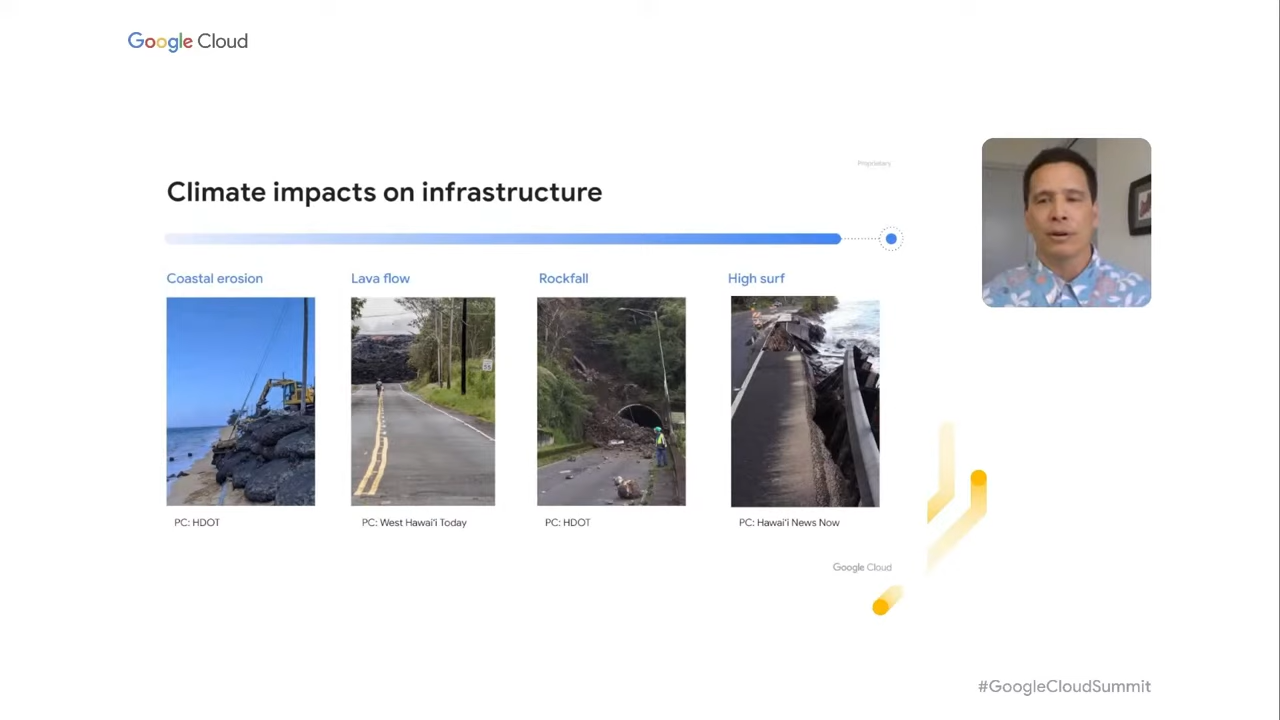 Google Cloud
Proprietary
Climate impacts on infrastructure
Coastal erosion
Lava flow
Rockfall
High surf
PC: HDOT
PC: West Hawai'i Today
PC: HDOT
PC: Hawai'i News Now
Google Cloud
#GoogleCloudSummit